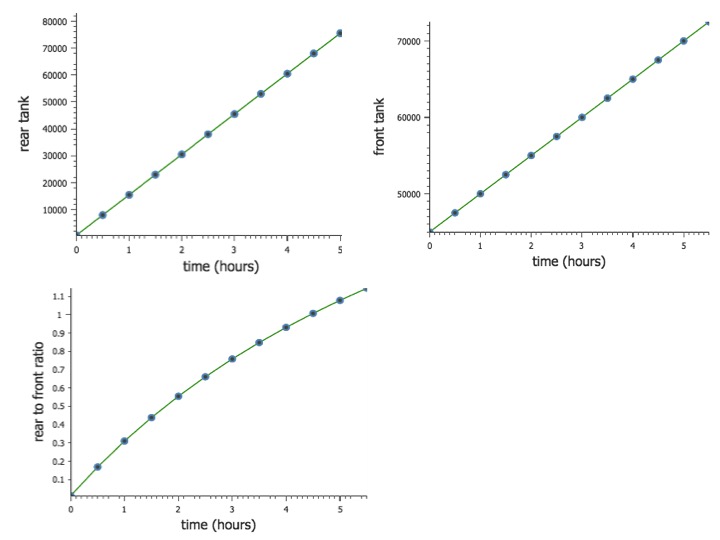 80000
70000
60000
50000
40000
30000
20000
10000
rear tank
0 1 2 3 4 5
time (hours)
70000
60000
50000
front tank
0 1 2 3 4 5
time (hours)
1.1
1
0.9
0.8
0.7
0.6
0.5
0.4
0.3
0.2
0.1
rear to front ratio
0 1 2 3 4 5
time (hours)